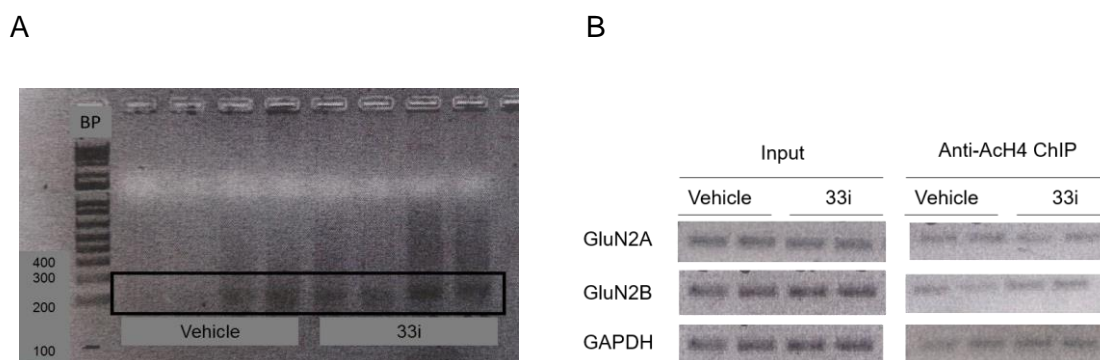 A
BP
400
300
200
100
Vehicle
33i
B
Input
Anti-AcH4 ChIP
Vehicle
33i
Vehicle
33i
GluN2A
GluN2B
GAPDH